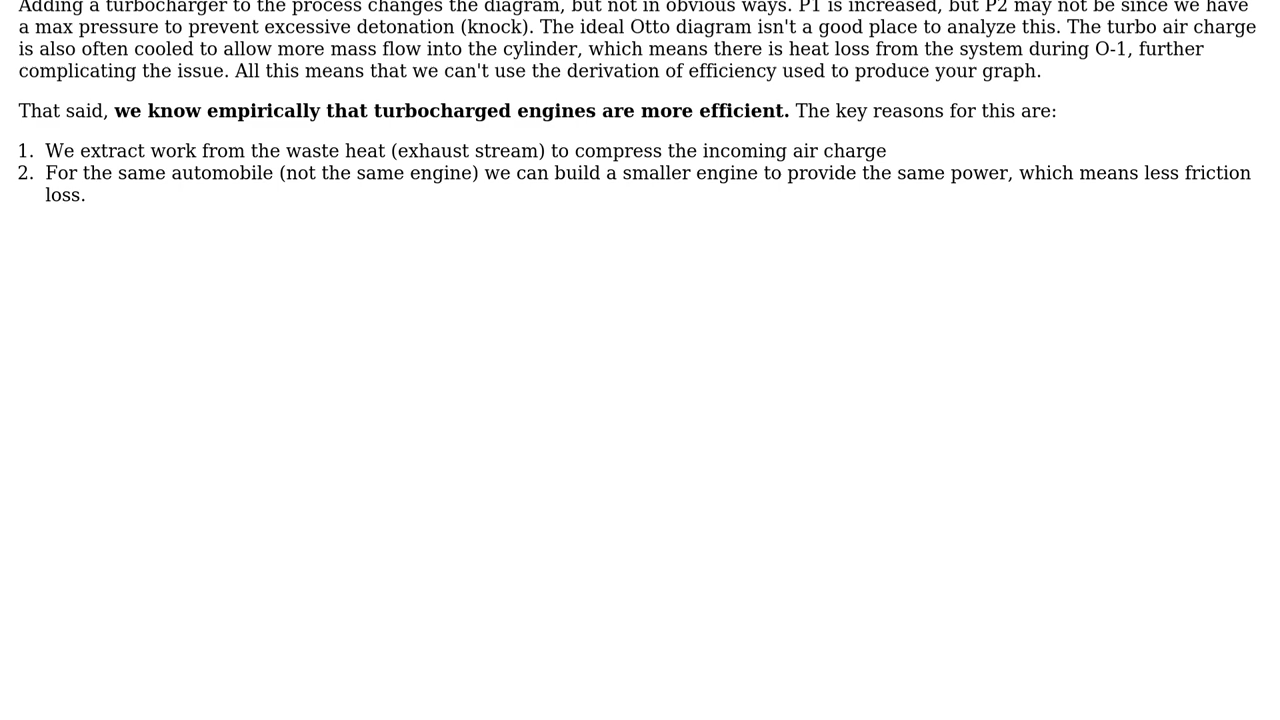 Adding a turbocharger to the process changes the diagram, but not in obvious ways. P1 is increased, but P2 may not be since we have
a max pressure to prevent excessive detonation (knock). The ideal Otto diagram isn't a good place to analyze this. The turbo air charge
is also often cooled to allow more mass flow into the cylinder, which means there is heat loss from the system during O-1, further
complicating the issue. All this means that we can't use the derivation of efficiency used to produce your graph.
That said, we know empirically that turbocharged engines are more efficient. The key reasons for this are:
1. We extract work from the waste heat (exhaust stream) to compress the incoming air charge
2. For the same automobile (not the same engine) we can build a smaller engine to provide the same power, which means less friction
loss.